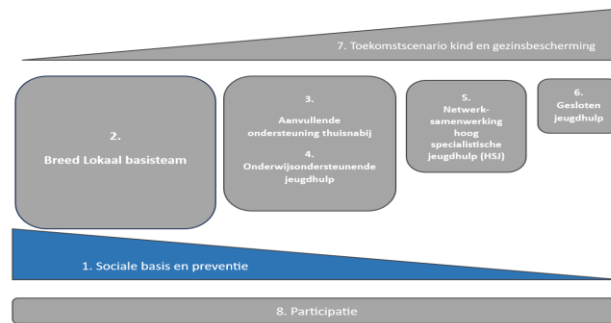 7. Toekomstscenario kind en gezinsbescherming
2.
Breed Lokaal basisteam
3.
Aanvullende
ondersteuning thuisnabij
4.
Onderwijsondersteunende
jeugdhulp
5.
Netwerk-
samenwerking
hoog
specialistische
jeugdhulp (HSJ)
6.
Gesloten
jeugdhulp
1. Sociale basis en preventie
8. Participatie